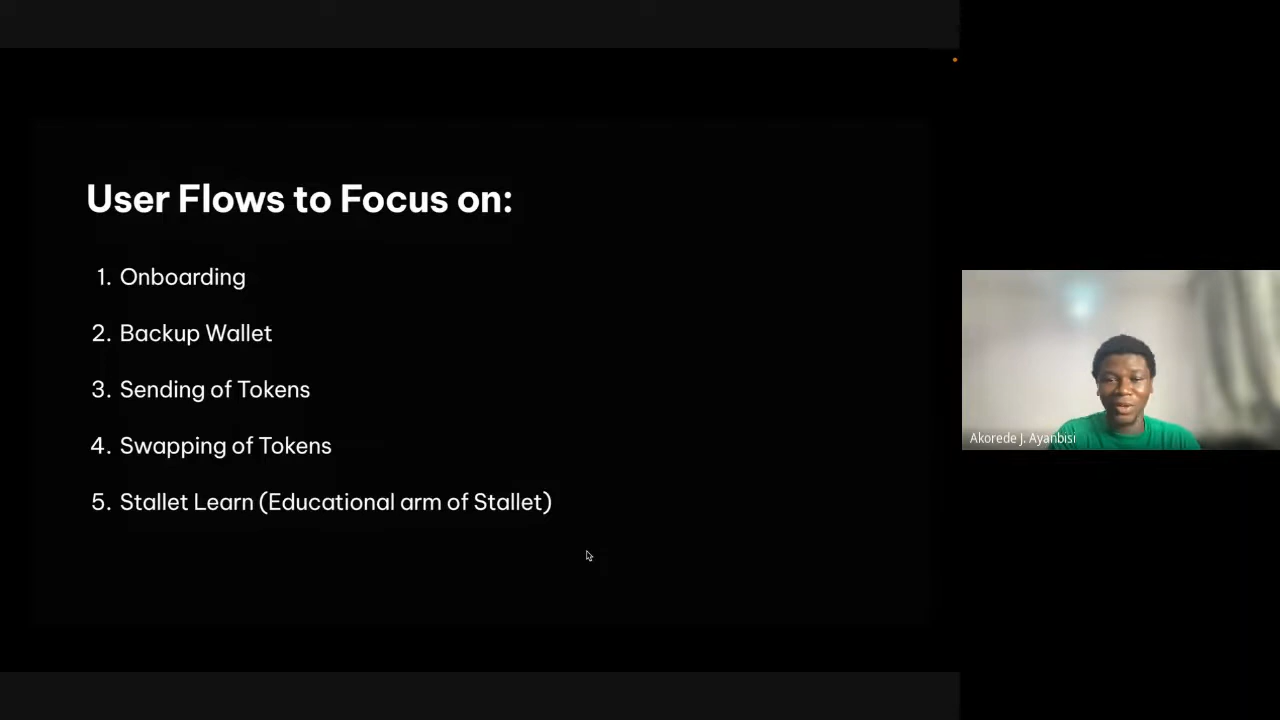 User Flows to Focus on:
1. Onboarding
2. Backup Wallet
3. Sending of Tokens
4. Swapping of Tokens
5. Stallet Learn (Educational arm of Stallet)
Akorede J. Ayanbisi